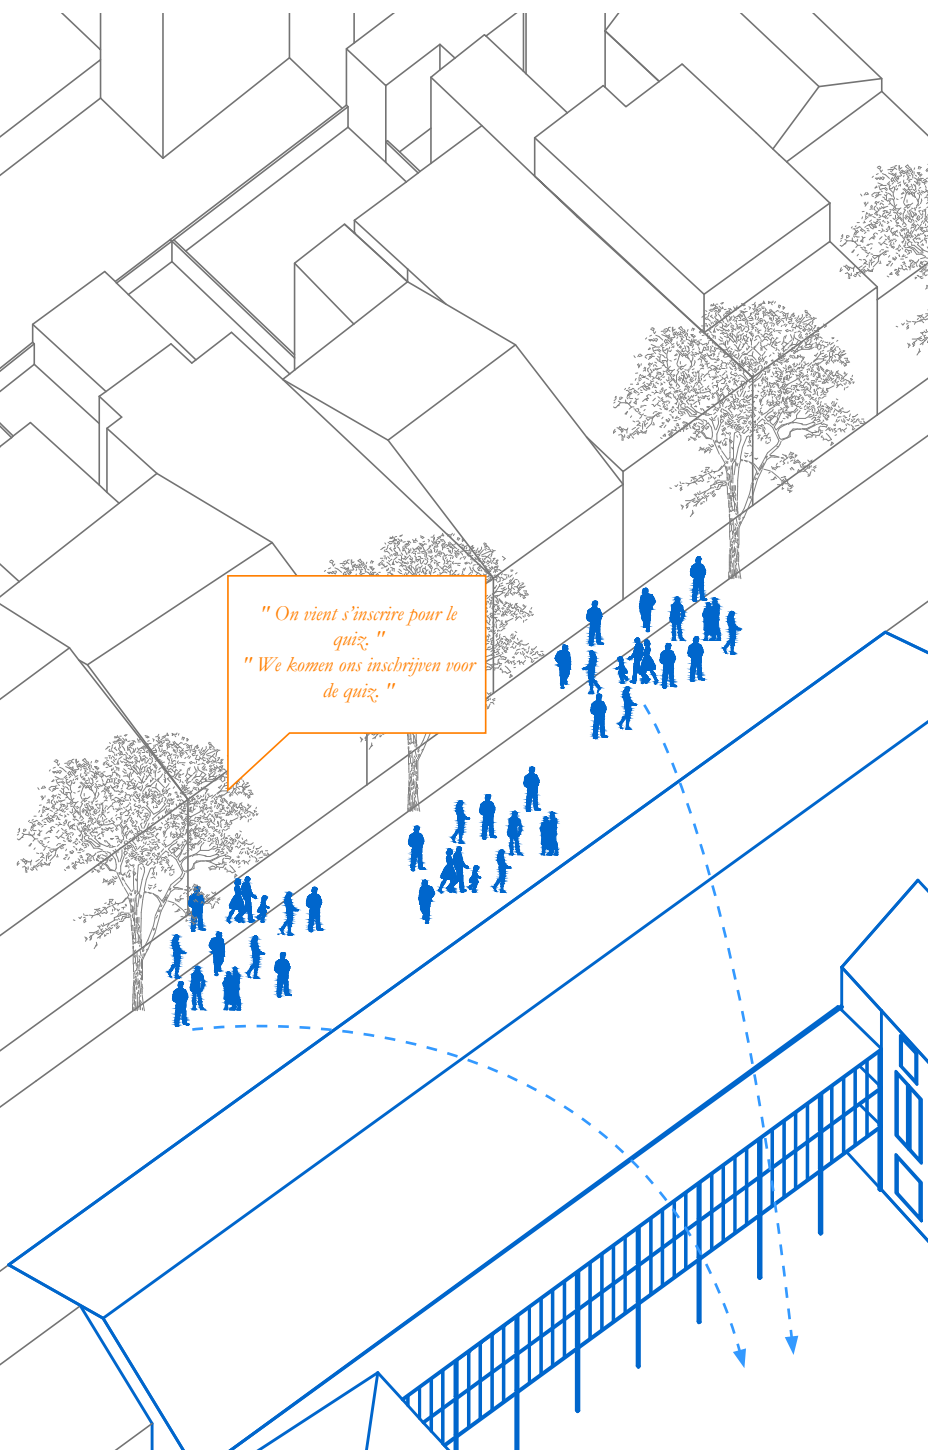 " On vient s’inscrire pour le
quiz. "
" We komen ons inschrijven voor
de quiz. "